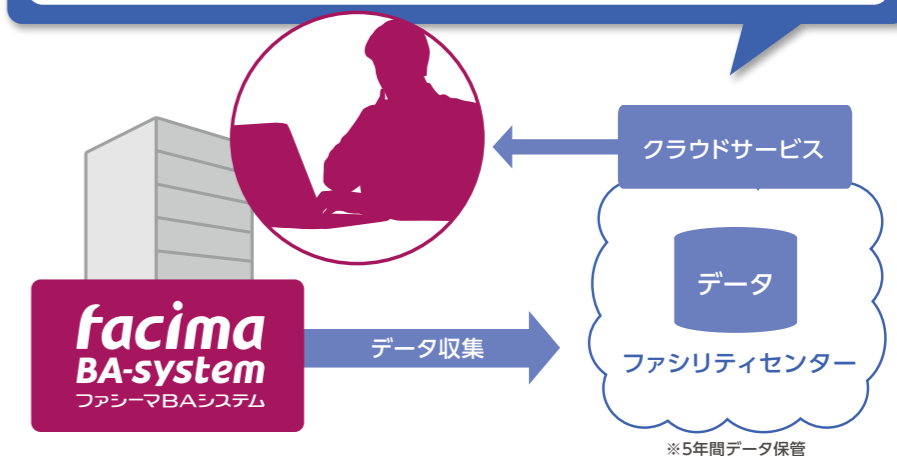 クラウドサービス
データ
facima
BA-system
ファシーマBAシステム
データ収集
ファシリティセンター
※5年間データ保管